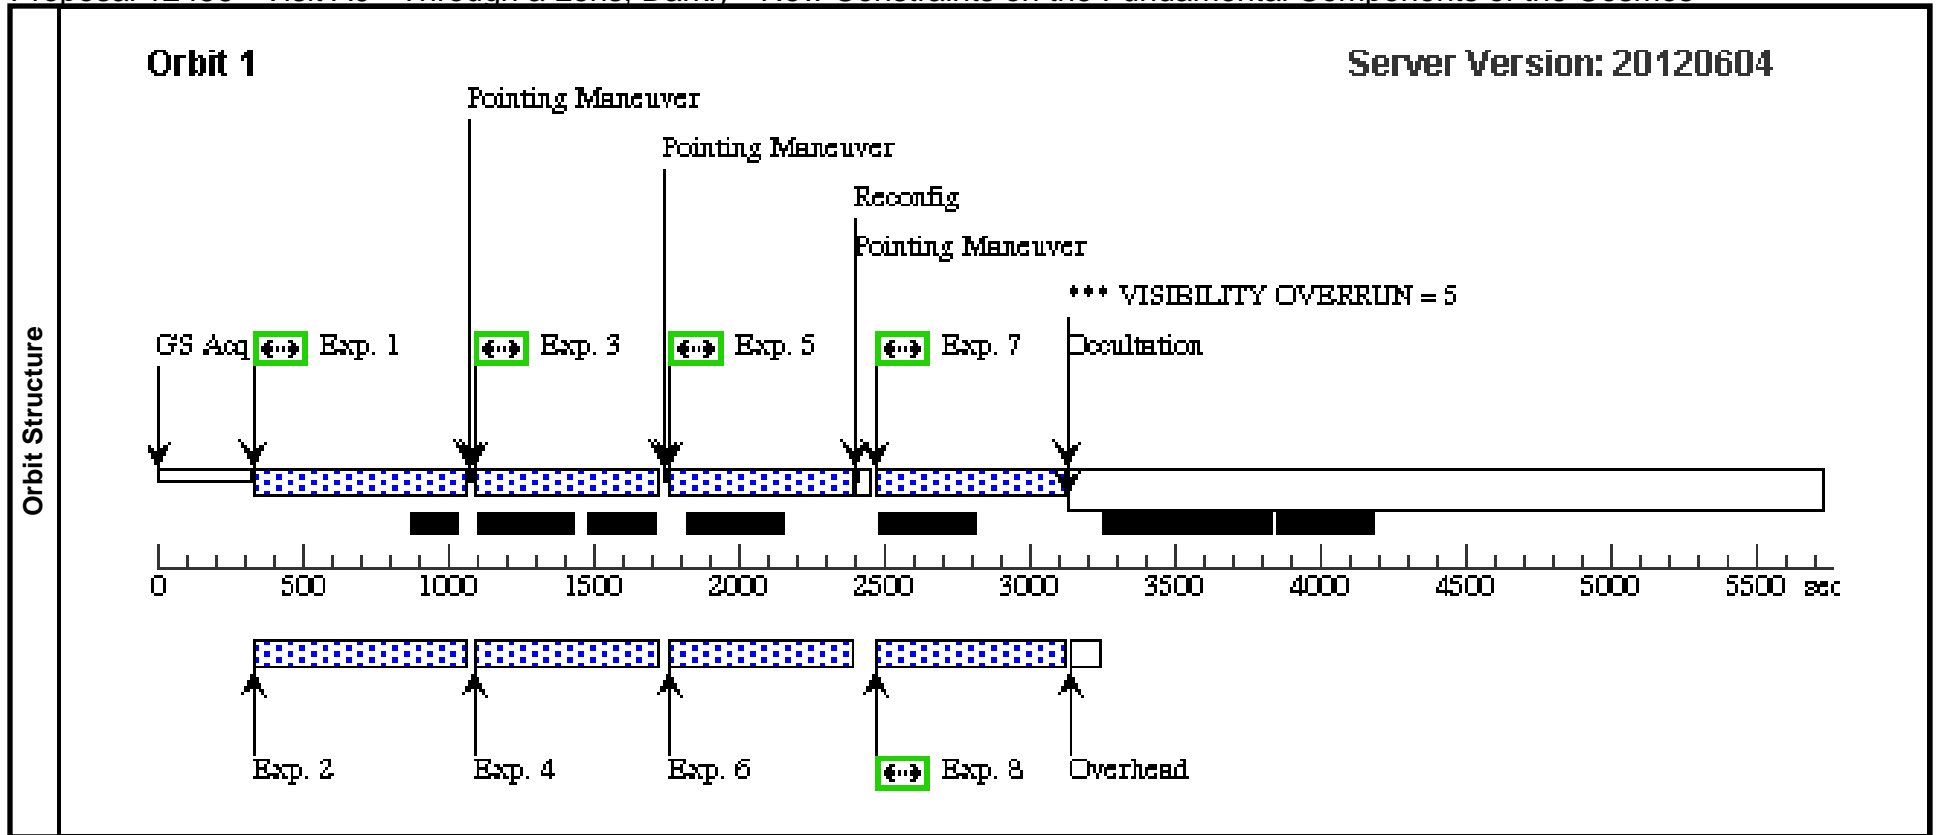 Orbit 1
Server Version: 20120604
Pointing Maneuver
Pointing Maneuver
Reconfig
Pointing Maneuver
*** VISIBILITY OVERRUN = 5
GS Acq Exp. 1 Exp. 3 Exp. 5 Exp. 7 Occultation
Orbit Structure
0 500 1000 1500 2000 2500 3000 3500 4000 4500 5000 5500 sec
Exp. 2 Exp. 4 Exp. 6 Exp. 8 Overhead